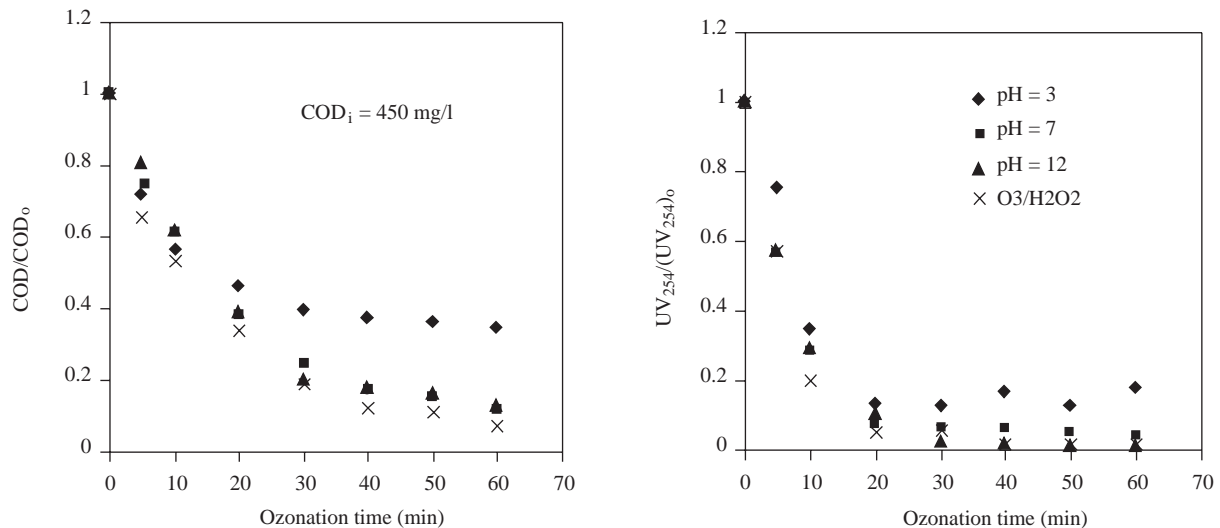 1.2
1
0.8
0.6
0.4
0.2
0
COD/CODₒ
CODᵢ = 450 mg/l
0 10 20 30 40 50 60 70
Ozonation time (min)
1.2
1
0.8
0.6
0.4
0.2
0
UV₂₅₄/(UV₂₅₄)ₒ
pH = 3
pH = 7
pH = 12
O3/H2O2
0 10 20 30 40 50 60 70
Ozonation time (min)